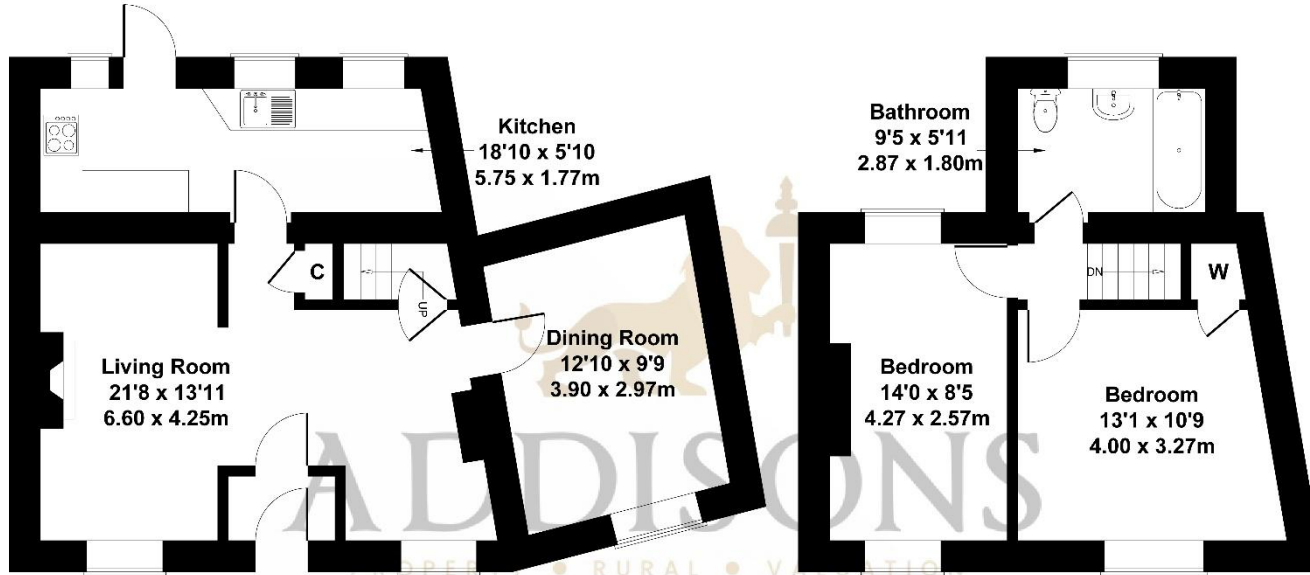 Kitchen
18'10 x 5'10
5.75 x 1.77m
Living Room
21'8 x 13'11
6.60 x 4.25m
C
UP
Dining Room
12'10 x 9'9
3.90 x 2.97m
Bathroom
9'5 x 5'11
2.87 x 1.80m
Bedroom
14'0 x 8'5
4.27 x 2.57m
DN
W
Bedroom
13'1 x 10'9
4.00 x 3.27m
ADDISONS
PROPERTY • RURAL • VALUATION